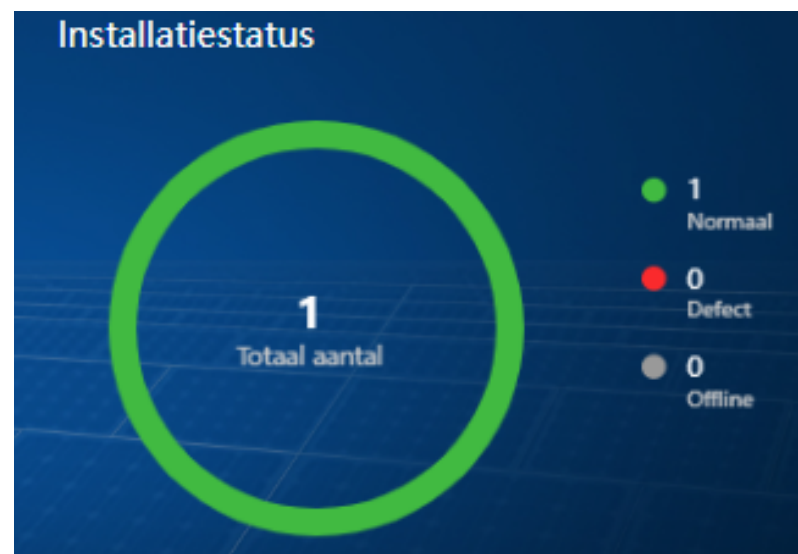 Installatiestatus
1
Totaal aantal
1
Normaal
0
Defect
0
Offline